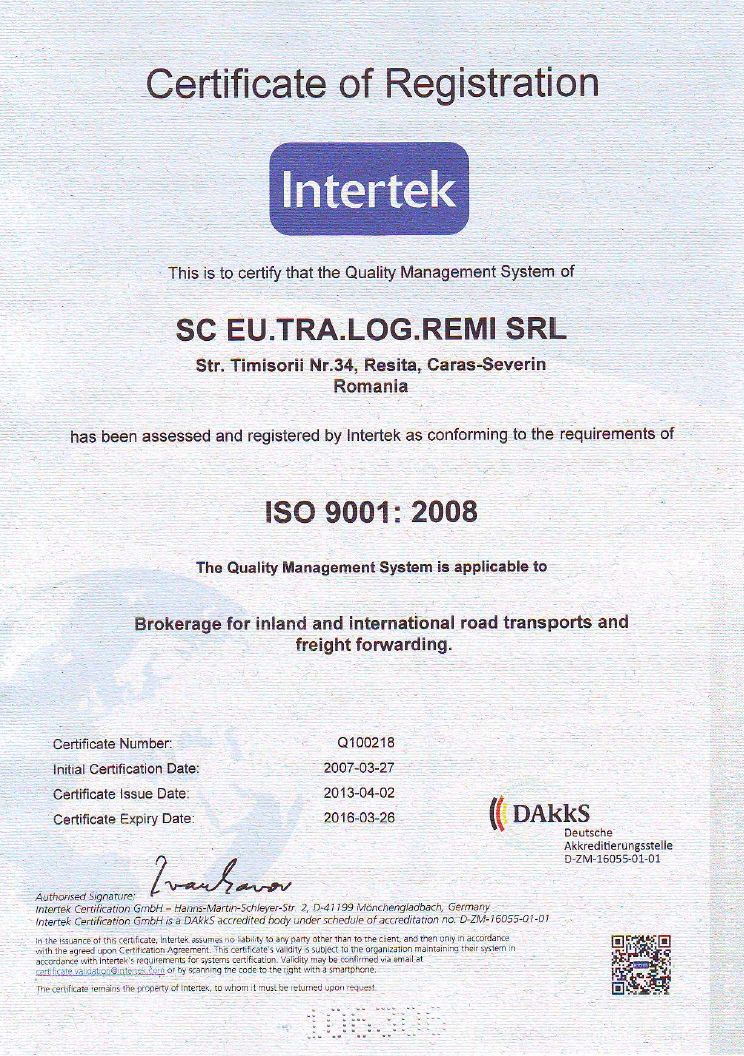 Certificate of Registration
Intertek
This is to certify that the Quality Management System of
SC EU.TRA.LOG.REMI SRL
Str. Timisorii Nr.34, Resita, Caras-Severin
Romania
has been assessed and registered by Intertek as conforming to the requirements of
ISO 9001: 2008
The Quality Management System is applicable to
Brokerage for inland and international road transports and
freight forwarding.
Certificate Number: Q100218
Initial Certification Date: 2007-03-27
Certificate Issue Date: 2013-04-02
Certificate Expiry Date: 2016-03-26
DAkkS
Deutsche
Akkreditierungsstelle
D-ZM-16055-01-01
Authorised Signature:
Intertek Certification GmbH – Hanns-Martin-Schleyer-Str. 2, D-41199 Mönchengladbach, Germany
Intertek Certification GmbH is a DAkkS accredited body under schedule of accreditation no. D-ZM-16055-01-01
In the issuance of this certificate, Intertek assumes no liability to any party other than to the client, and then only in accordance
with the agreed upon Certification Agreement. This certificate's validity is subject to the organization maintaining their system in
accordance with Intertek's requirements for systems certification. Validity may be confirmed via email at
certificate.validation@intertek.com or by scanning the code to the right with a smartphone.
The certificate remains the property of Intertek, to whom it must be returned upon request.